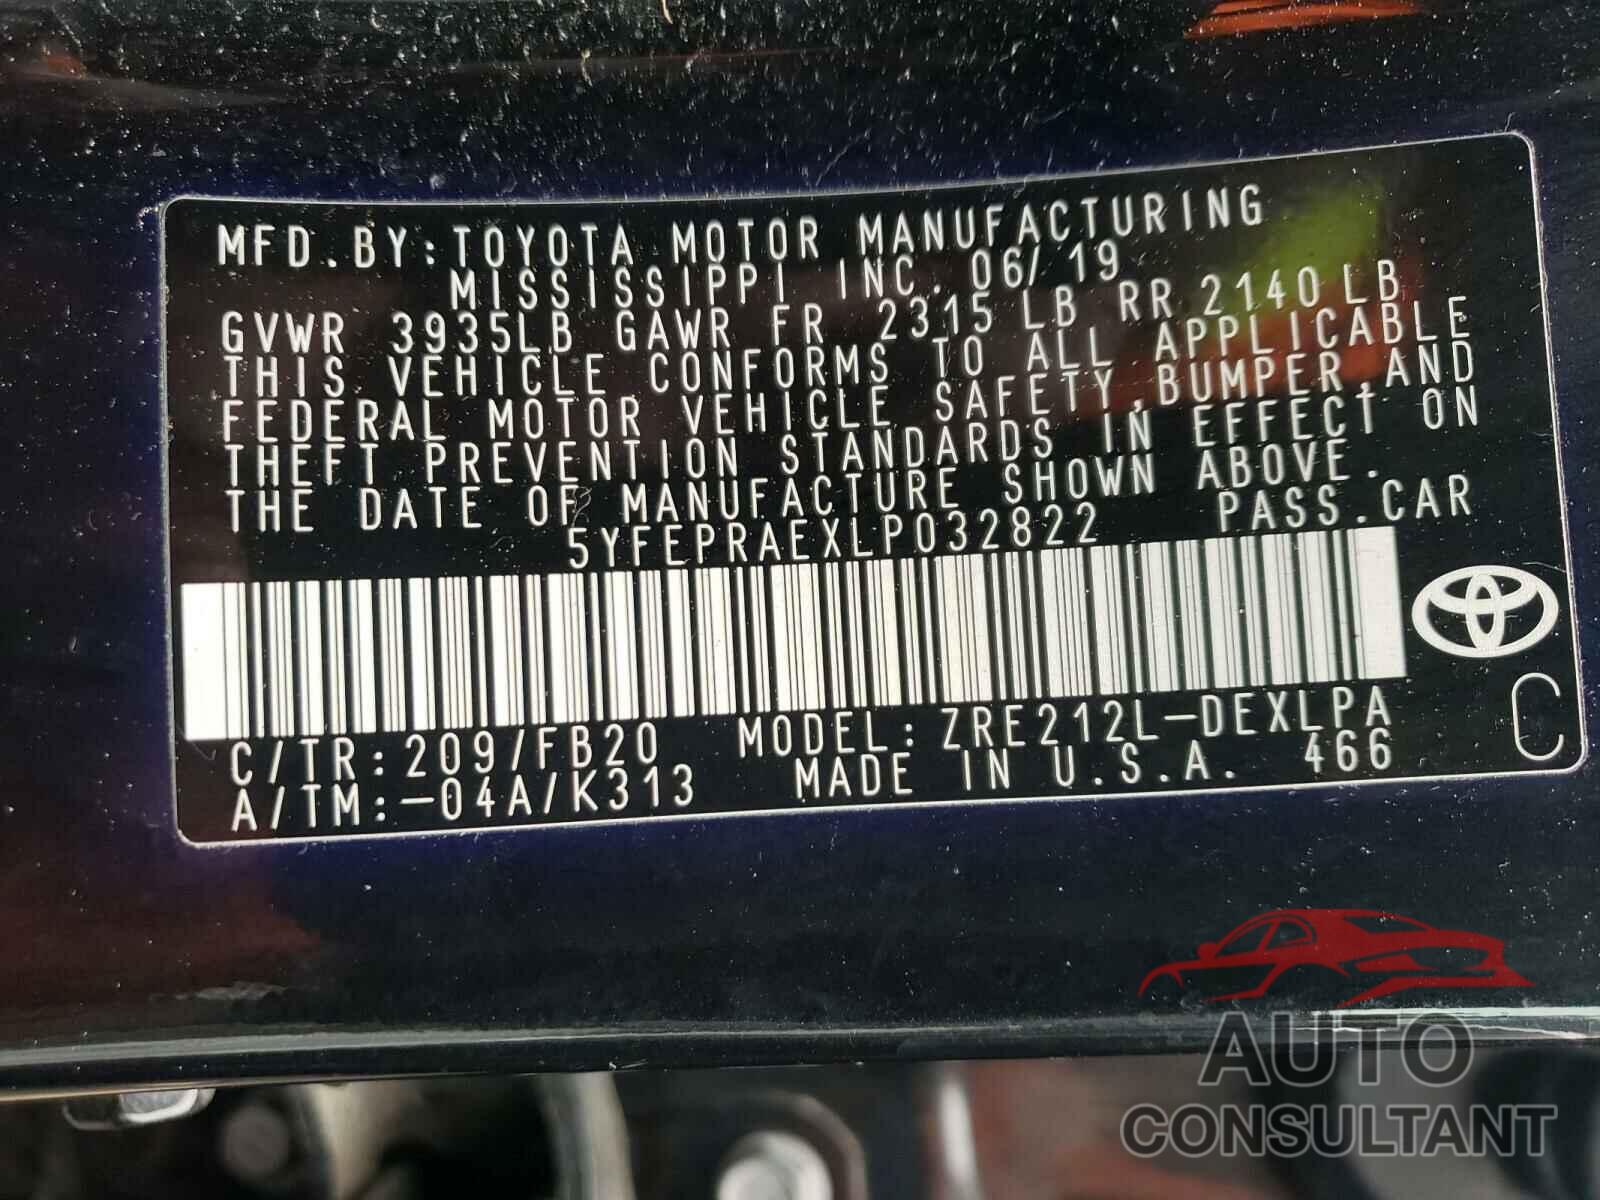 MFD.BY:TOYOTA MOTOR MANUFACTURING
MISSISSIPPI INC. 06/19
GVWR 3935LB GAWR FR 2315 LB RR 2140 LB
THIS VEHICLE CONFORMS TO ALL APPLICABLE
FEDERAL MOTOR VEHICLE SAFETY,BUMPER,AND
THEFT PREVENTION STANDARDS IN EFFECT ON
THE DATE OF MANUFACTURE SHOWN ABOVE.
5YFEPRAEXLP032822 PASS.CAR
C/TR:209/FB20 MODEL:ZRE212L-DEXLPA
A/TM:-04A/K313 MADE IN U.S.A. 466
C
AUTO
CONSULTANT